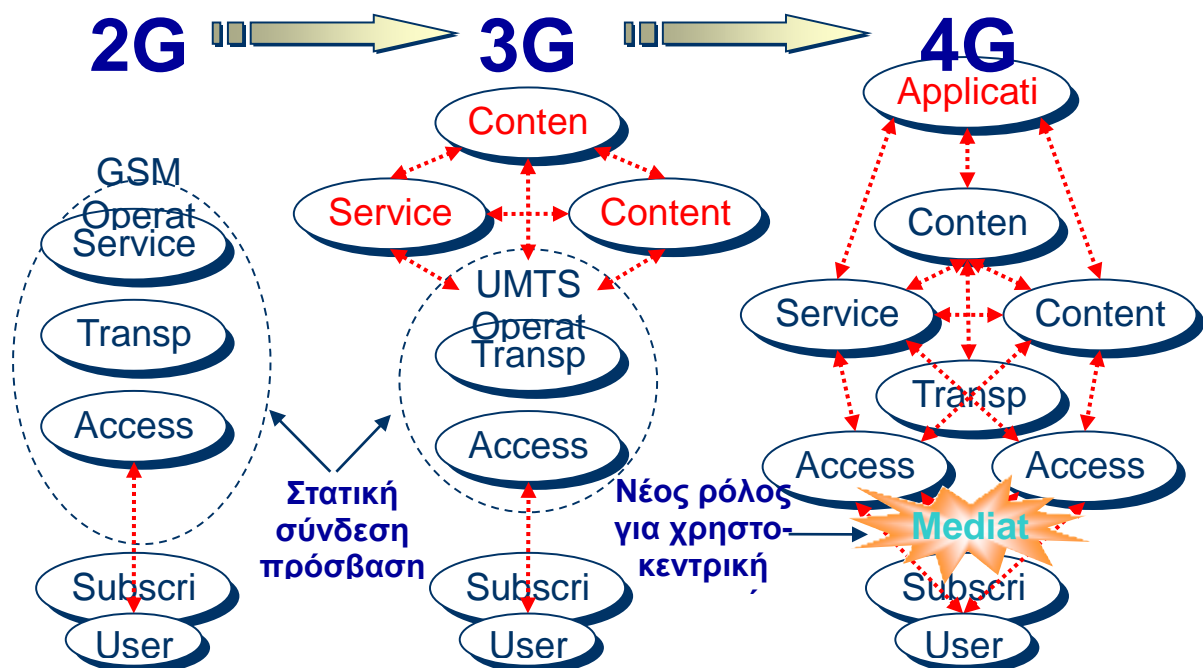 2G
3G
4G
GSM
Operat
Service
Transp
Access
Subscri
User
Conten
Service
Content
UMTS
Operat
Transp
Access
Subscri
User
Στατική
σύνδεση
πρόσβαση
Applicati
Conten
Service
Content
Transp
Access
Access
Mediat
Subscri
User
Νέος ρόλος
για χρηστο-
κεντρική